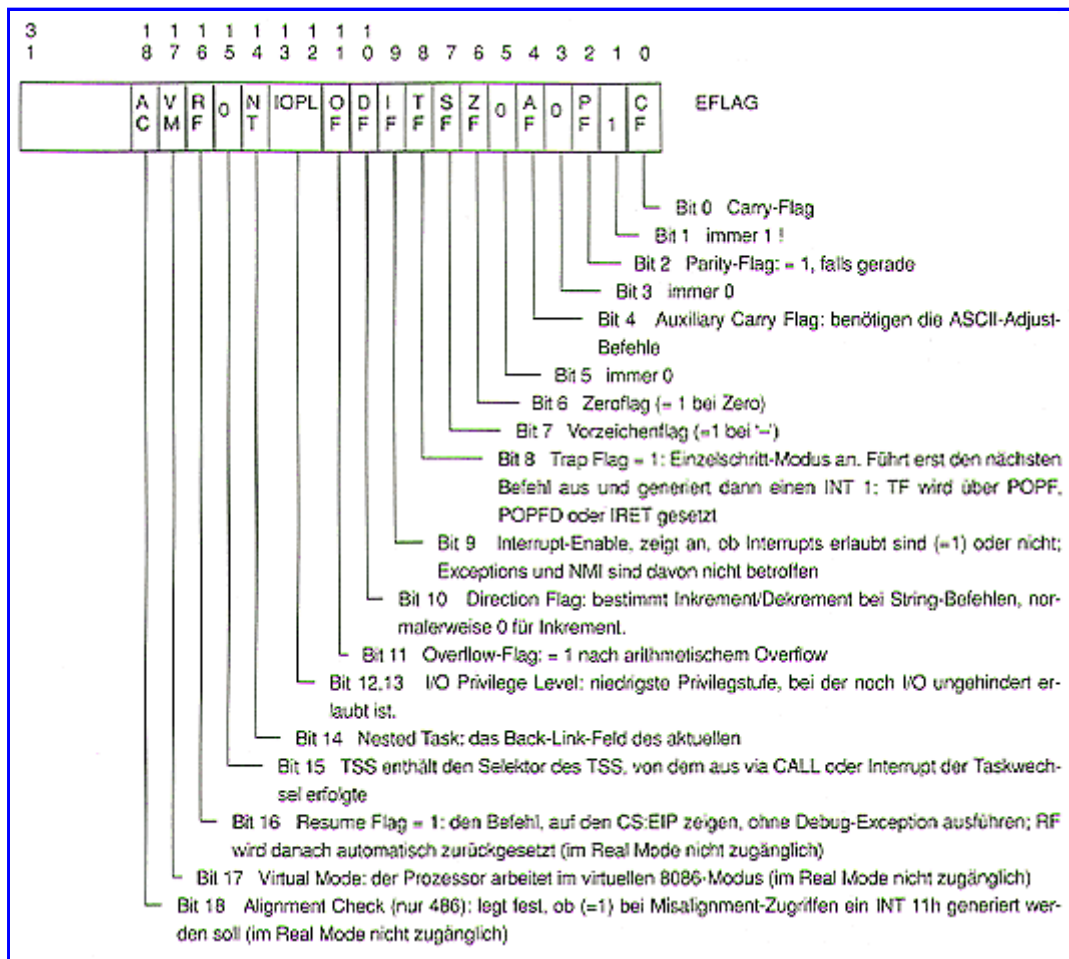 3 1 1 1 1 1 1 1 1 1
1 8 7 6 5 4 3 2 1 0 9 8 7 6 5 4 3 2 1 0
AC VM RF 0 NT IOPL OF DF IF TF SF ZF 0 AF 0 PF 1 CF EFLAG
Bit 0 Carry-Flag
Bit 1 immer 1 !
Bit 2 Parity-Flag: = 1, falls gerade
Bit 3 immer 0
Bit 4 Auxiliary Carry Flag: benötigen die ASCII-Adjust-
Befehle
Bit 5 immer 0
Bit 6 Zeroflag (= 1 bei Zero)
Bit 7 Vorzeichenflag (=1 bei '–')
Bit 8 Trap Flag = 1: Einzelschritt-Modus an. Führt erst den nächsten
Befehl aus und generiert dann einen INT 1; TF wird über POPF,
POPFD oder IRET gesetzt
Bit 9 Interrupt-Enable, zeigt an, ob Interrupts erlaubt sind (=1) oder nicht;
Exceptions und NMI sind davon nicht betroffen
Bit 10 Direction Flag: bestimmt Inkrement/Dekrement bei String-Befehlen, nor-
malerweise 0 für Inkrement.
Bit 11 Overflow-Flag: = 1 nach arithmetischem Overflow
Bit 12.13 I/O Privilege Level: niedrigste Privilegstufe, bei der noch I/O ungehindert er-
laubt ist.
Bit 14 Nested Task: das Back-Link-Feld des aktuellen
Bit 15 TSS enthält den Selektor des TSS, von dem aus via CALL oder Interrupt der Taskwech-
sel erfolgte
Bit 16 Resume Flag = 1: den Befehl, auf den CS:EIP zeigen, ohne Debug-Exception ausführen; RF
wird danach automatisch zurückgesetzt (im Real Mode nicht zugänglich)
Bit 17 Virtual Mode: der Prozessor arbeitet im virtuellen 8086-Modus (im Real Mode nicht zugänglich)
Bit 18 Alignment Check (nur 486): legt fest, ob (=1) bei Misalignment-Zugriffen ein INT 11h generiert wer-
den soll (im Real Mode nicht zugänglich)